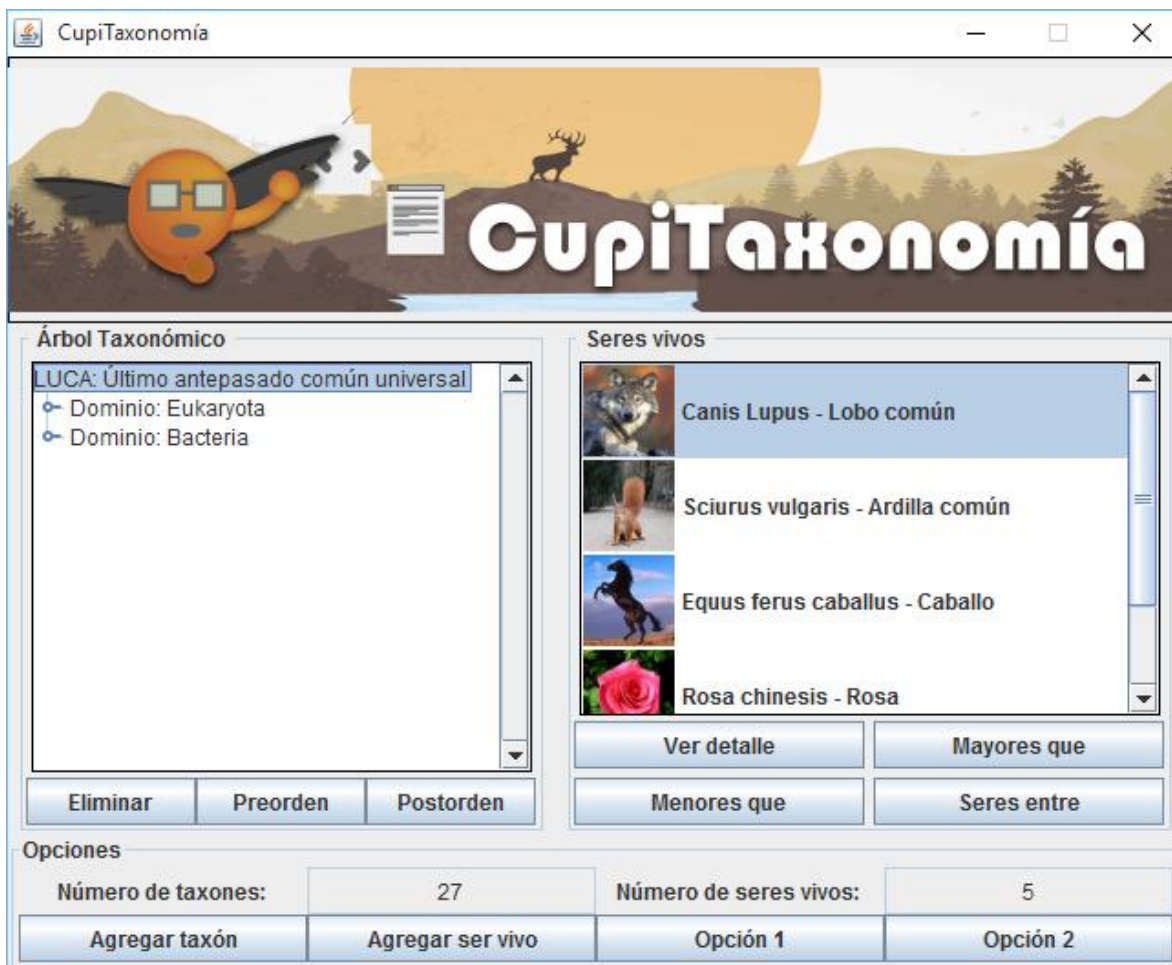 CupiTaxonomía
CupiTaxonomía
Árbol Taxonómico
LUCA: Último antepasado común universal
Dominio: Eukaryota
Dominio: Bacteria
Eliminar Preorden Postorden
Seres vivos
Canis Lupus - Lobo común
Sciurus vulgaris - Ardilla común
Equus ferus caballus - Caballo
Rosa chinesis - Rosa
Ver detalle Mayores que
Menores que Seres entre
Opciones
Número de taxones: 27 Número de seres vivos: 5
Agregar taxón Agregar ser vivo Opción 1 Opción 2